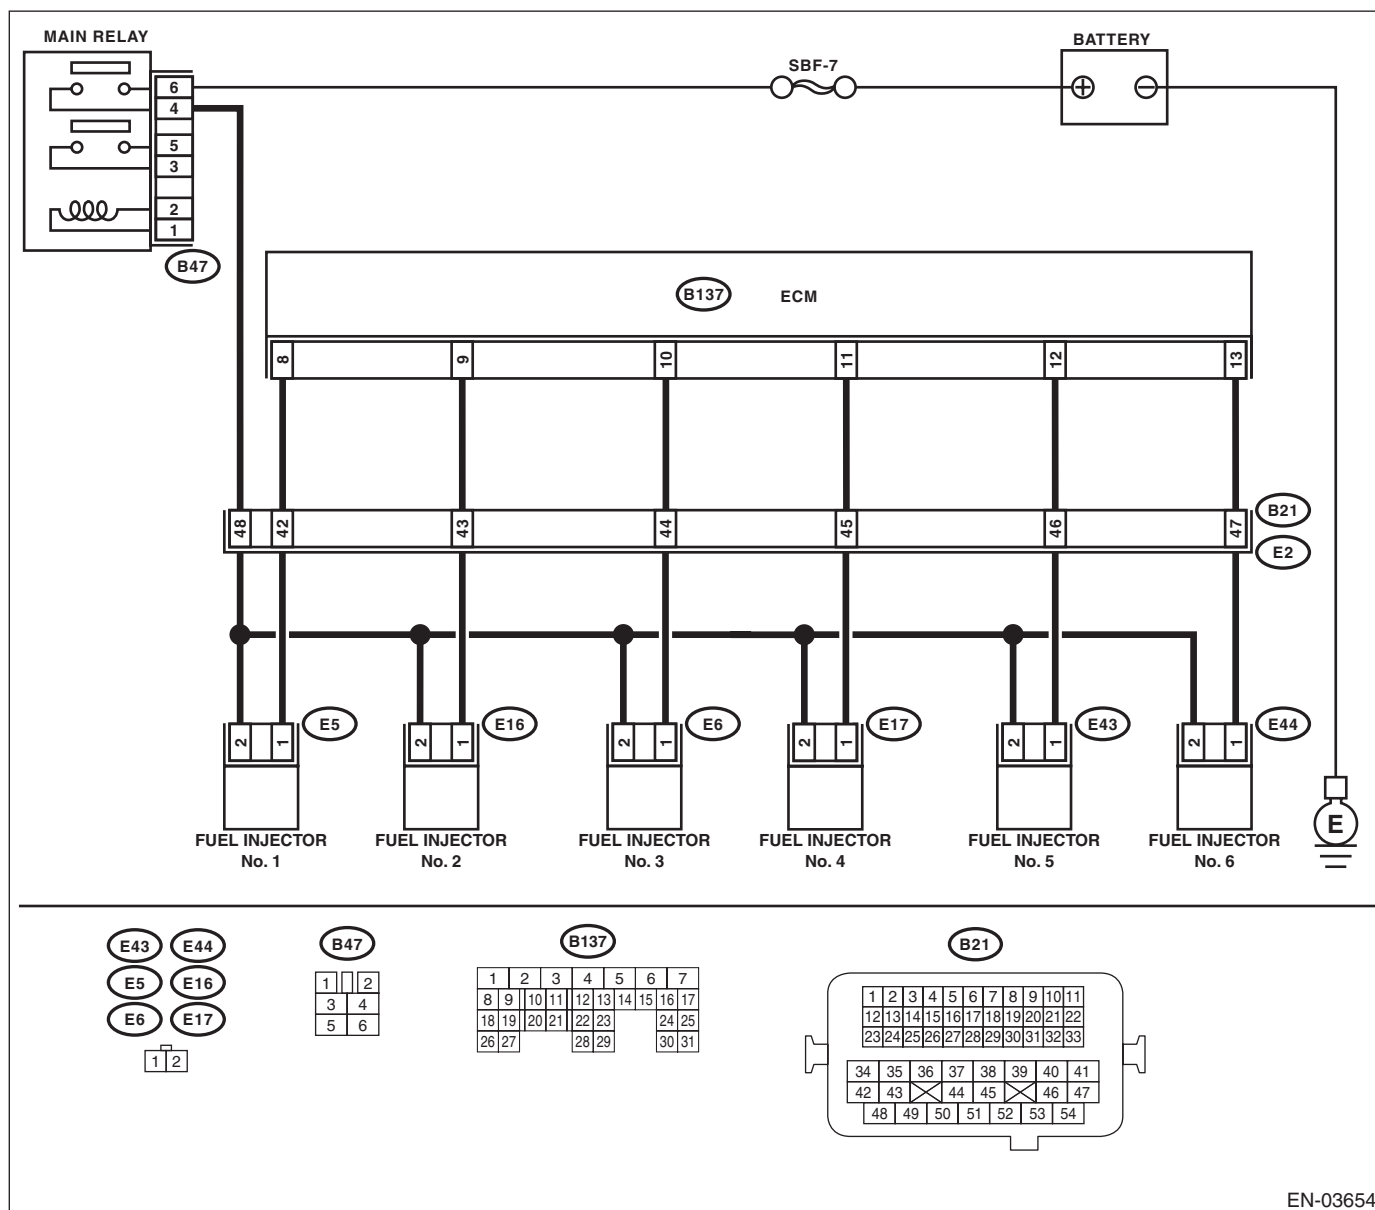 MAIN RELAY
SBF-7
BATTERY
6
4
5
3
2
1
B47
B137 ECM
8 9 10 11 12 13
48 42 43 44 45 46 47
B21
E2
2 1 E5
2 1 E16
2 1 E6
2 1 E17
2 1 E43
2 1 E44
E
FUEL INJECTOR
No. 1
FUEL INJECTOR
No. 2
FUEL INJECTOR
No. 3
FUEL INJECTOR
No. 4
FUEL INJECTOR
No. 5
FUEL INJECTOR
No. 6
E43 E44
E5 E16
E6 E17
1 2
B47
1 2
3 4
5 6
B137
1 2 3 4 5 6 7
8 9 10 11 12 13 14 15 16 17
18 19 20 21 22 23 24 25
26 27 28 29 30 31
B21
1 2 3 4 5 6 7 8 9 10 11
12 13 14 15 16 17 18 19 20 21 22
23 24 25 26 27 28 29 30 31 32 33
34 35 36 37 38 39 40 41
42 43 44 45 46 47
48 49 50 51 52 53 54
EN-03654